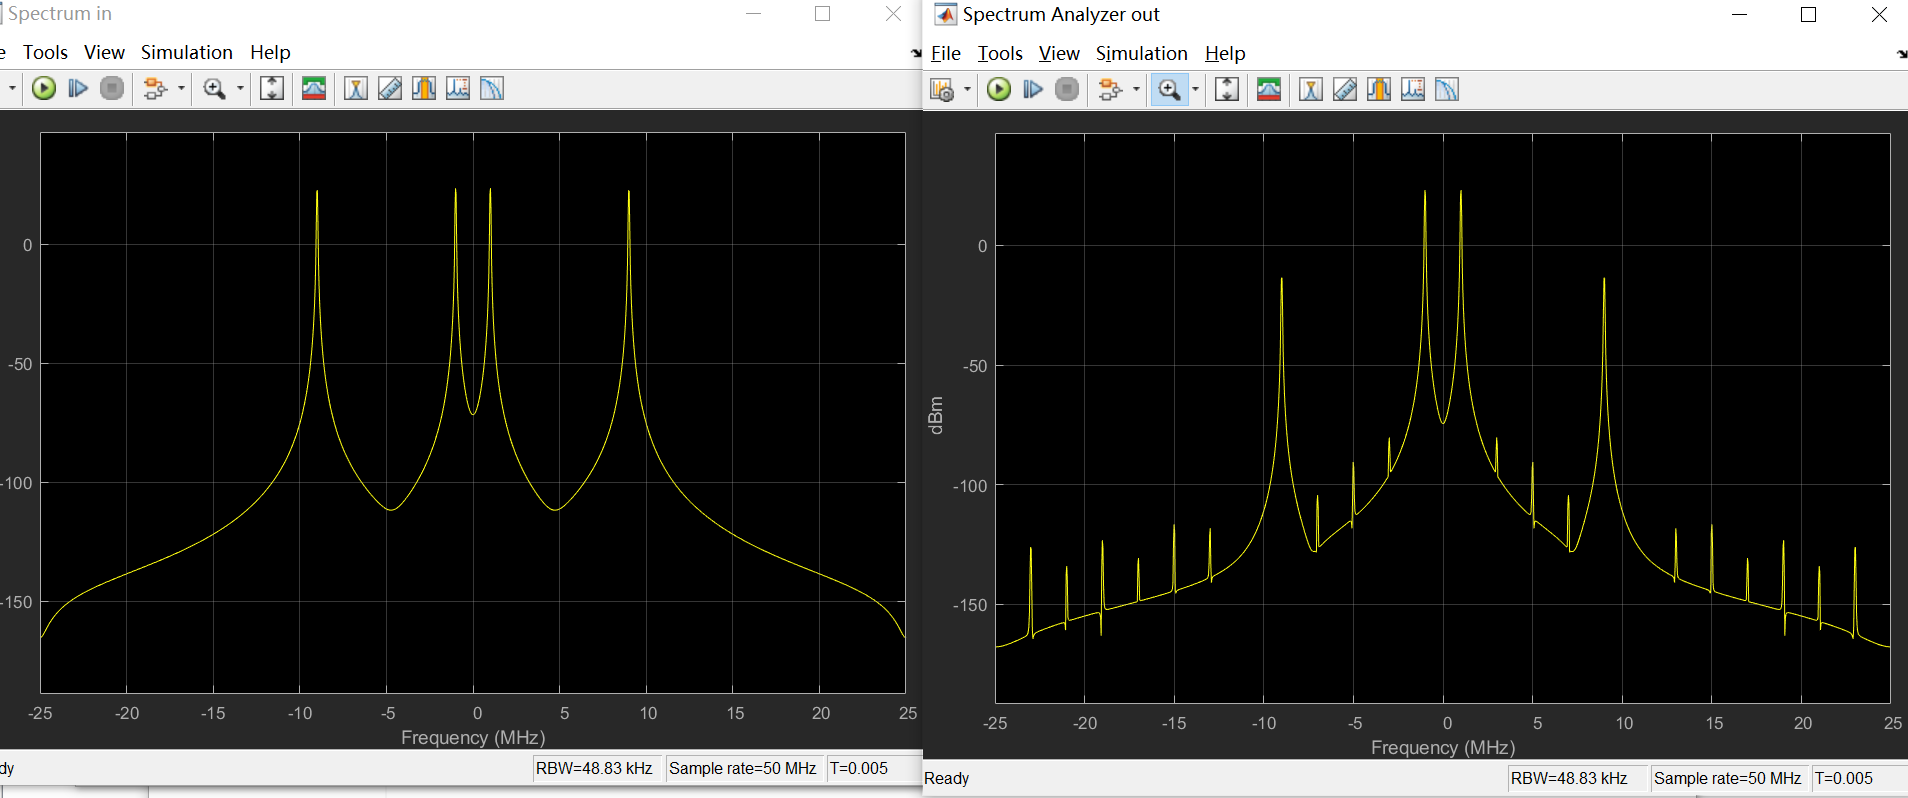 Spectrum in
e Tools View Simulation Help
0
-50
-100
-150
-25 -20 -15 -10 -5 0 5 10 15 20 25
Frequency (MHz)
dy RBW=48.83 kHz Sample rate=50 MHz T=0.005
Spectrum Analyzer out
File Tools View Simulation Help
dBm
0
-50
-100
-150
-25 -20 -15 -10 -5 0 5 10 15 20 25
Frequency (MHz)
Ready RBW=48.83 kHz Sample rate=50 MHz T=0.005